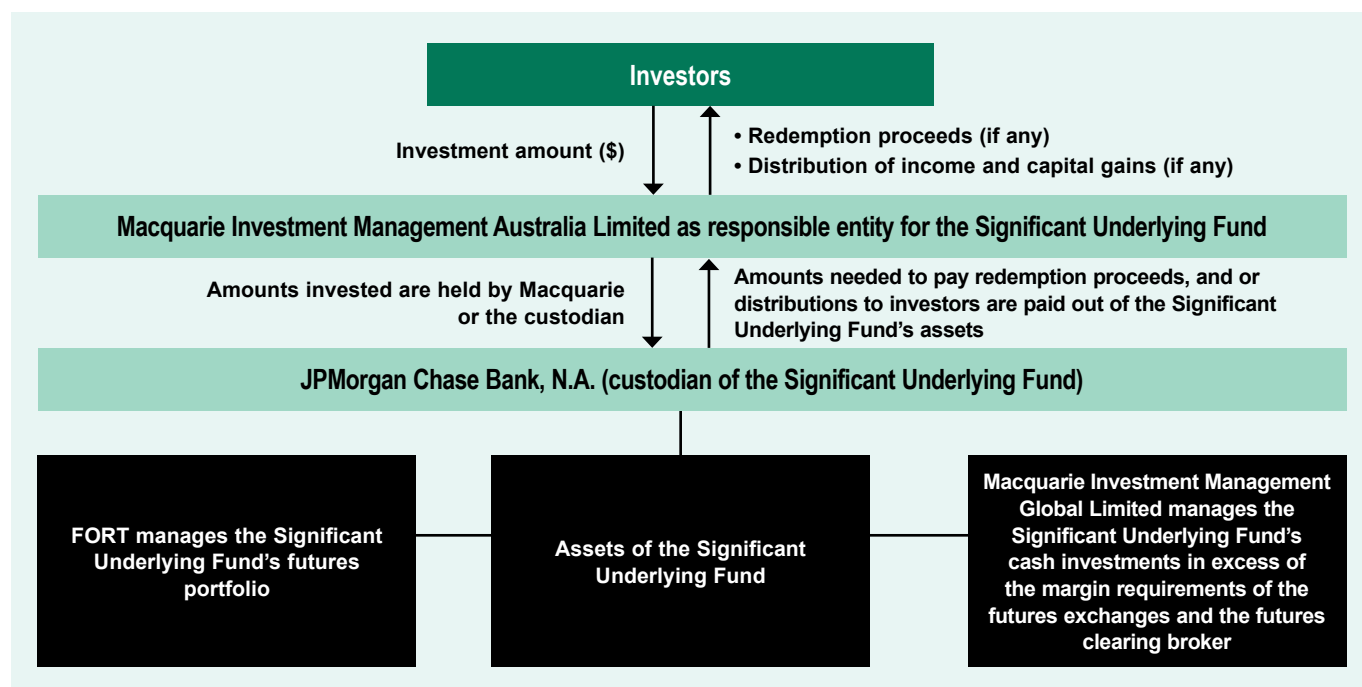 Investors
Investment amount ($)
• Redemption proceeds (if any)
• Distribution of income and capital gains (if any)
Macquarie Investment Management Australia Limited as responsible entity for the Significant Underlying Fund
Amounts invested are held by Macquarie
or the custodian
Amounts needed to pay redemption proceeds, and or
distributions to investors are paid out of the Significant
Underlying Fund’s assets
JPMorgan Chase Bank, N.A. (custodian of the Significant Underlying Fund)
FORT manages the Significant
Underlying Fund’s futures
portfolio
Assets of the Significant
Underlying Fund
Macquarie Investment Management
Global Limited manages the
Significant Underlying Fund’s
cash investments in excess of
the margin requirements of the
futures exchanges and the futures
clearing broker